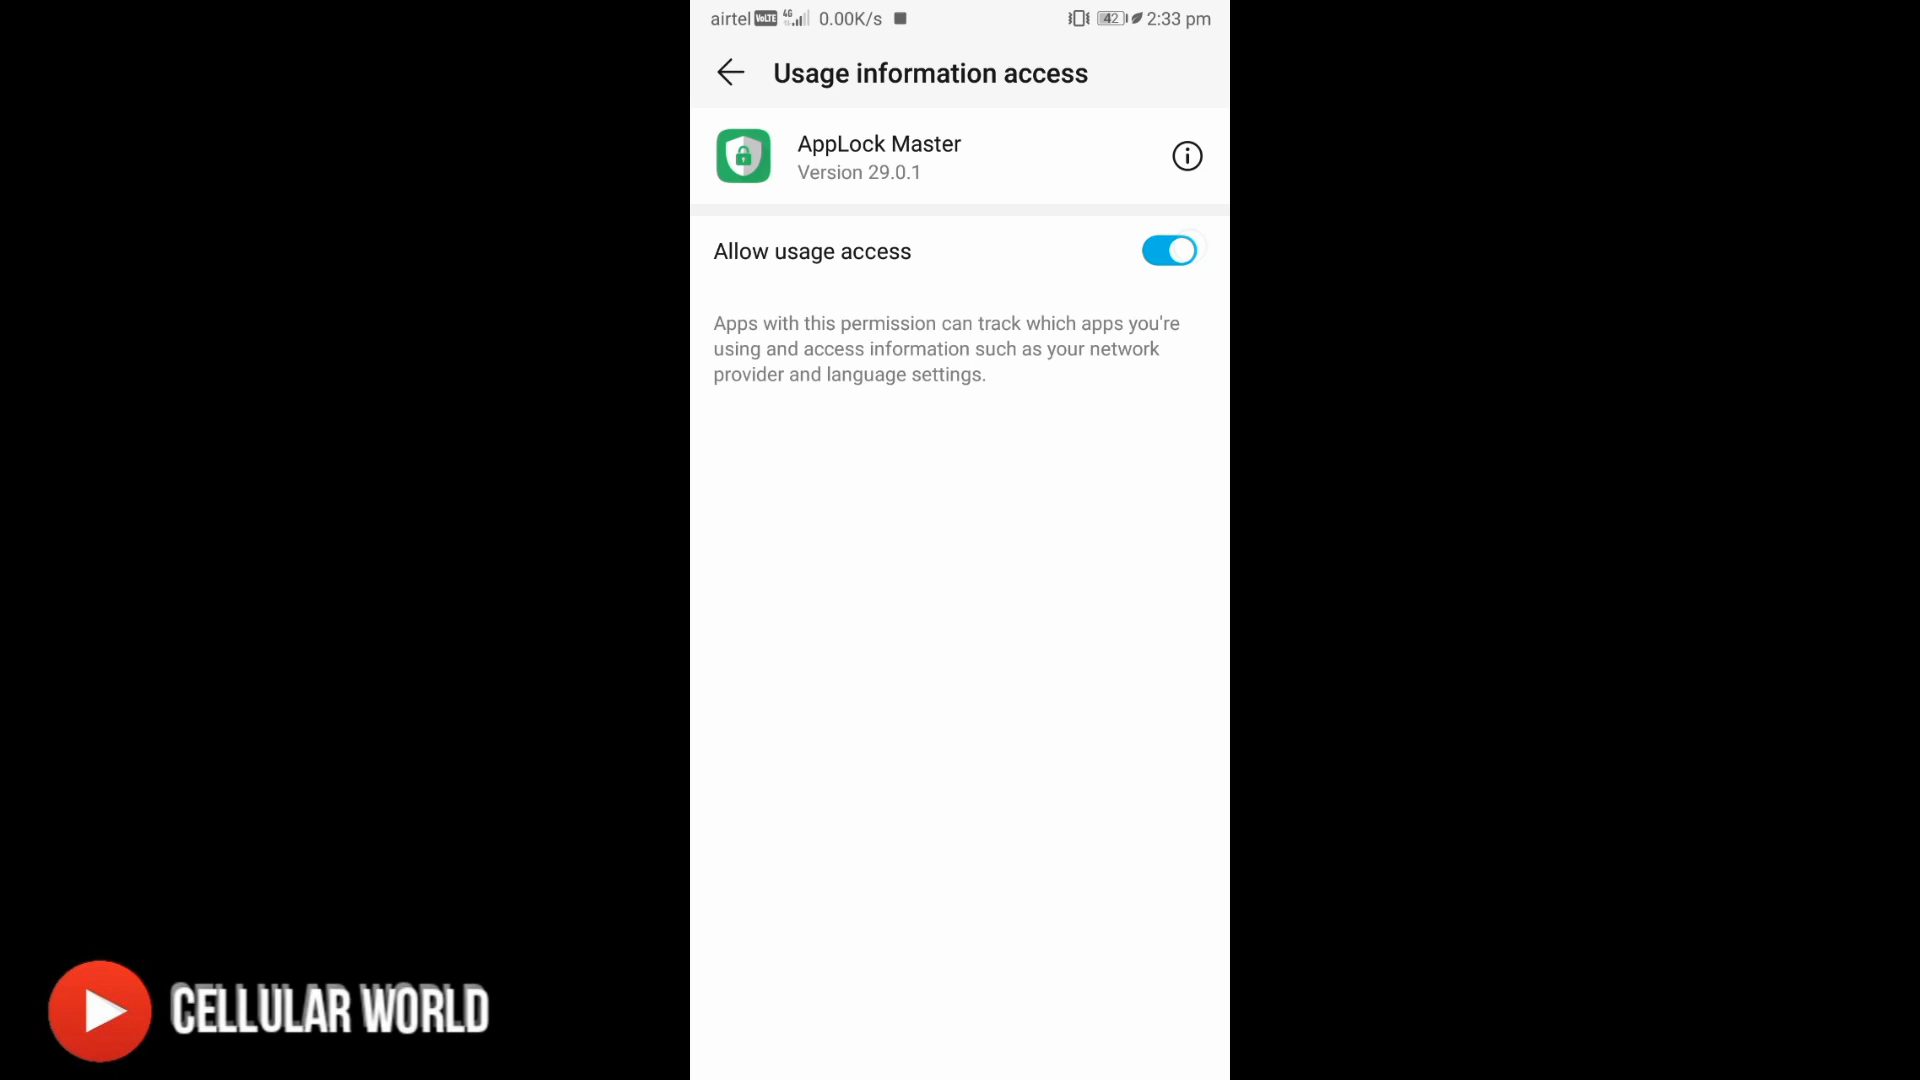 airtel VoLTE 4G 0.00K/s 42 2:33 pm
Usage information access
AppLock Master
Version 29.0.1
Allow usage access
Apps with this permission can track which apps you're
using and access information such as your network
provider and language settings.
CELLULAR WORLD